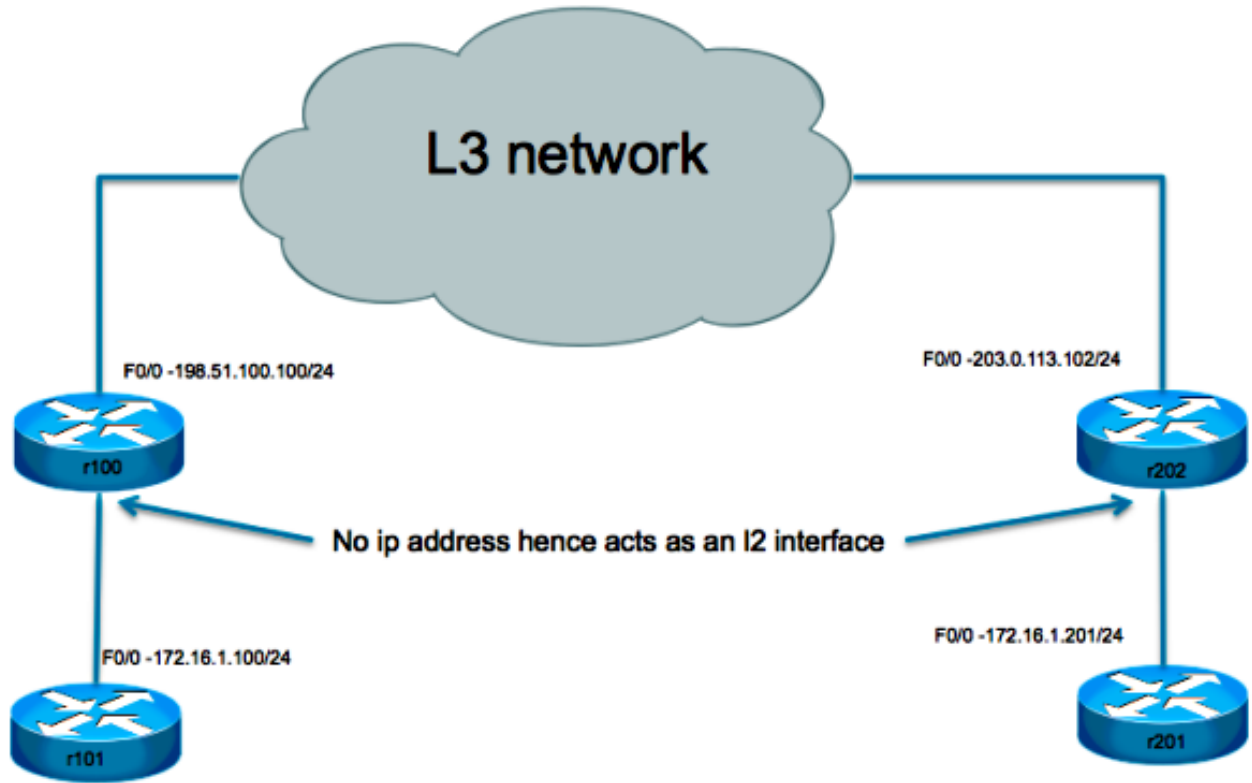 L3 network
F0/0 -198.51.100.100/24
F0/0 -203.0.113.102/24
r100
r202
No ip address hence acts as an l2 interface
F0/0 -172.16.1.100/24
F0/0 -172.16.1.201/24
r101
r201